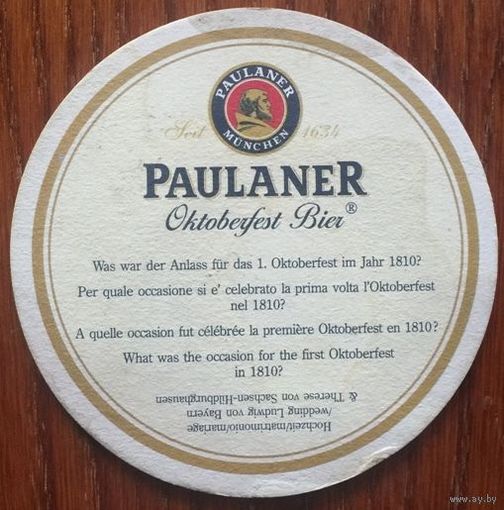 PAULANER
MÜNCHEN
Seit 1634
PAULANER
Oktoberfest Bier®
Was war der Anlass für das 1. Oktoberfest im Jahr 1810?
Per quale occasione si e' celebrato la prima volta l'Oktoberfest
nel 1810?
A quelle occasion fut célébrée la première Oktoberfest en 1810?
What was the occasion for the first Oktoberfest
in 1810?
Hochzeit/matrimonio/mariage
/wedding Ludwig von Bayern
& Therese von Sachsen-Hildburghausen
www.ay.by